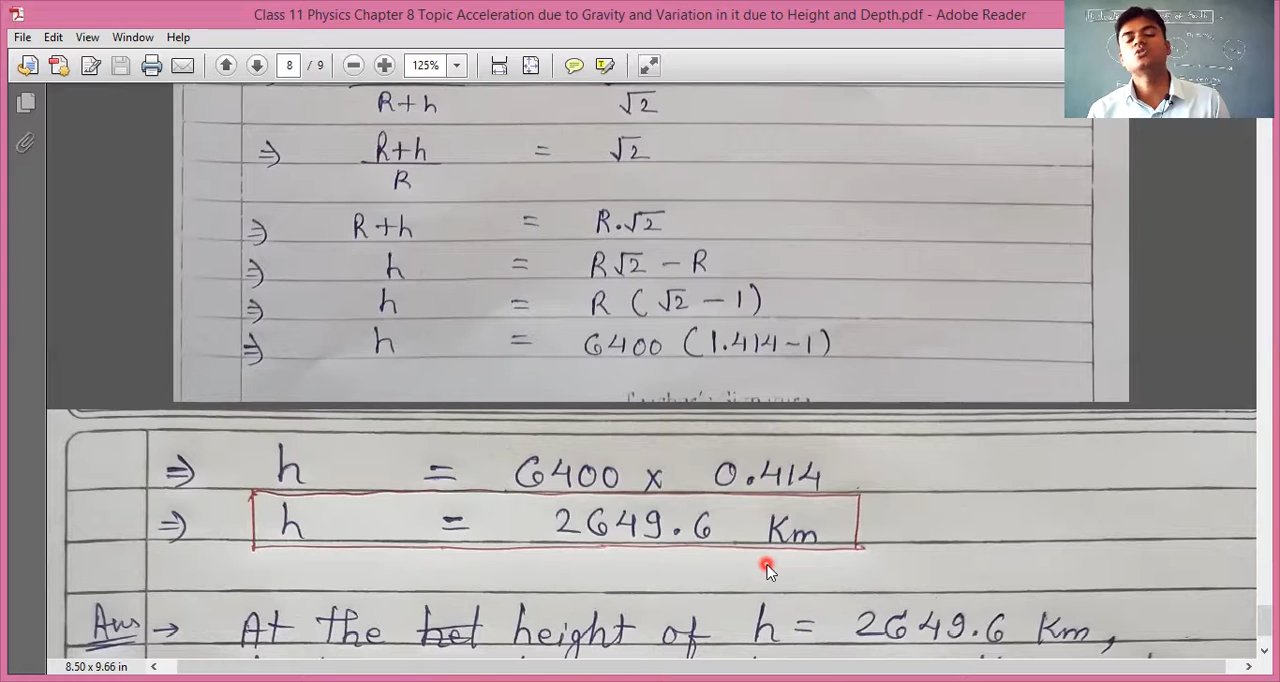 Class 11 Physics Chapter 8 Topic Acceleration due to Gravity and Variation in it due to Height and Depth.pdf - Adobe Reader
File Edit View Window Help
8 / 9 125%
R+h √2
⇒ R+h = √2
R
⇒ R+h = R.√2
⇒ h = R√2 - R
⇒ h = R (√2 - 1)
⇒ h = 6400 (1.414-1)
⇒ h = 6400 x 0.414
⇒ h = 2649.6 Km
Ans → At the height of h = 2649.6 Km,
8.50 x 9.66 in